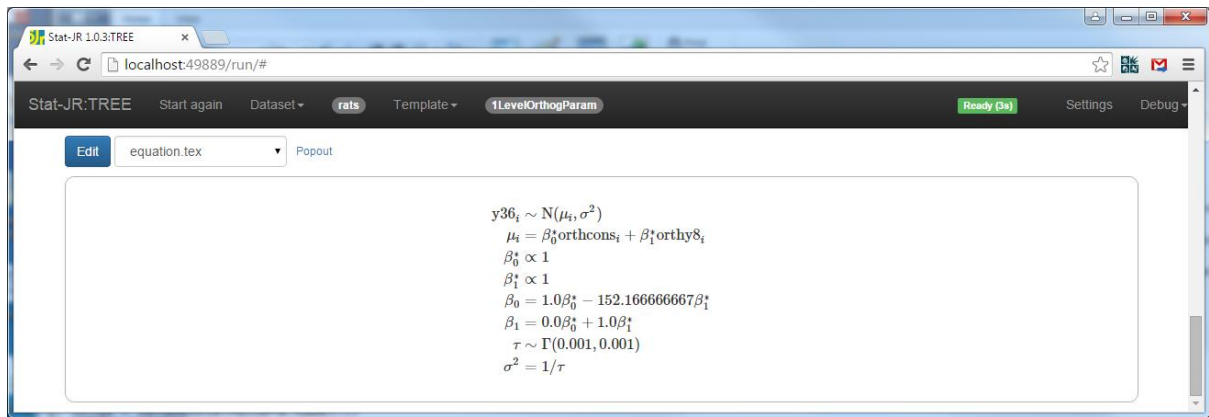 Stat-JR 1.0.3:TREE ×
localhost:49889/run/#
Stat-JR:TREE Start again Dataset rats Template 1LevelOrthogParam Ready (3s) Settings Debug
Edit equation.tex Popout
y36ᵢ ∼ N(μᵢ, σ²)
μᵢ = β₀*orthconsᵢ + β₁*orthy8ᵢ
β₀* ∝ 1
β₁* ∝ 1
β₀ = 1.0β₀* − 152.166666667β₁*
β₁ = 0.0β₀* + 1.0β₁*
τ ∼ Γ(0.001, 0.001)
σ² = 1/τ